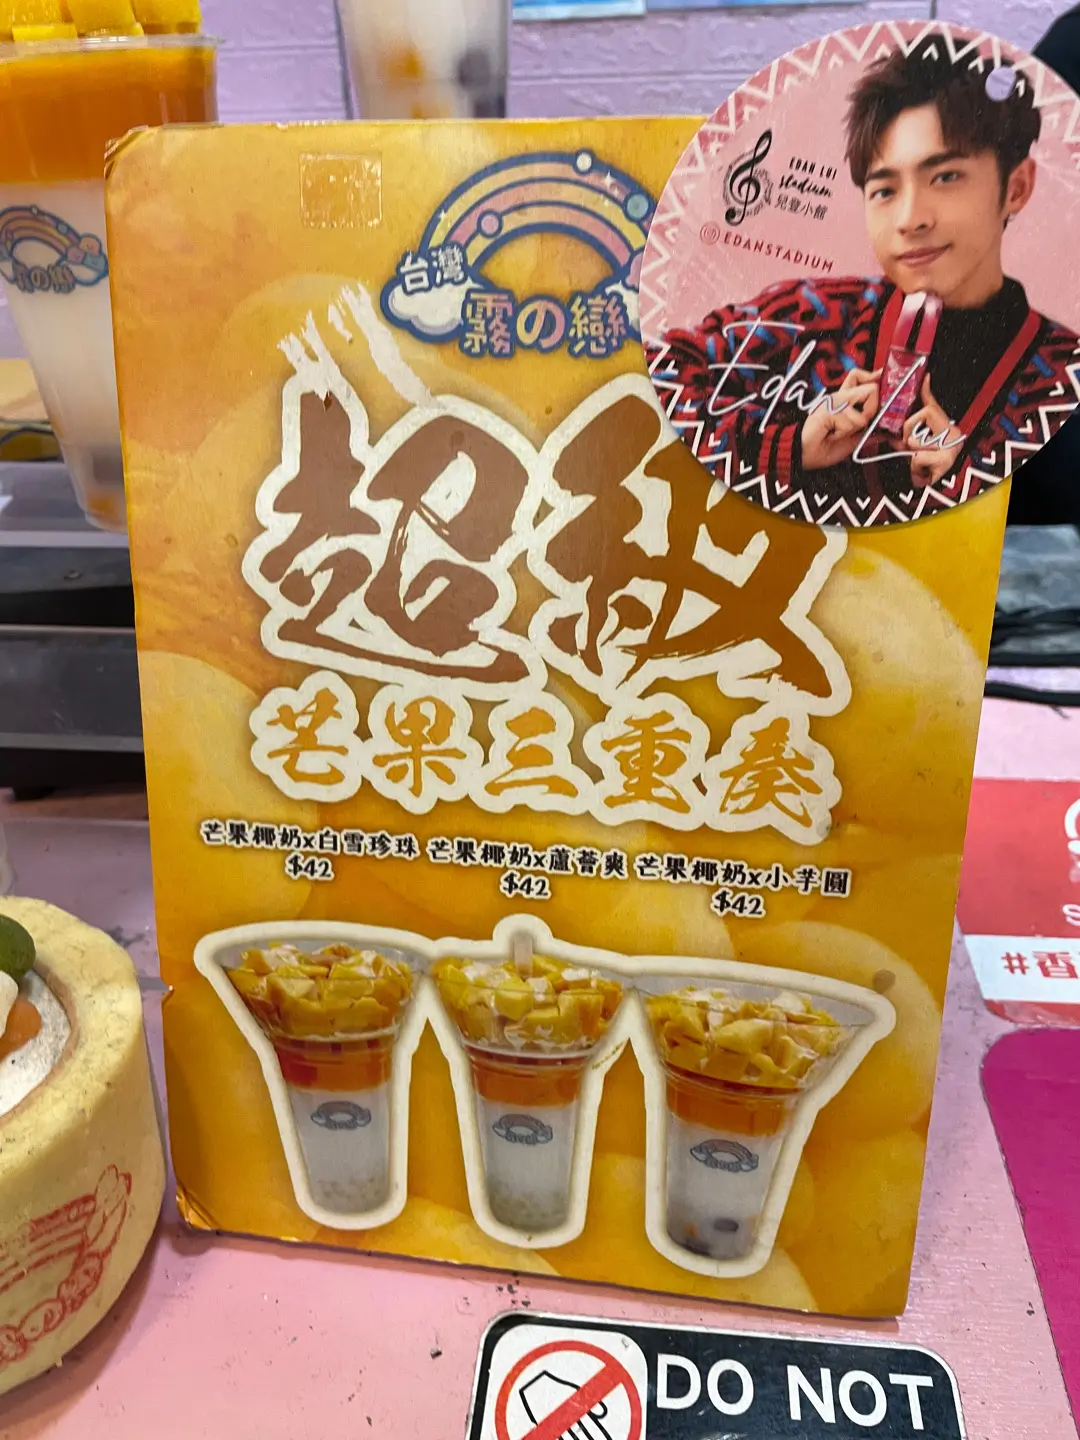 台灣
霧の戀
超級
芒果三重奏
芒果椰奶x白雪珍珠
$42
芒果椰奶x蘆薈爽
$42
芒果椰奶x小芋圓
$42
EDAN LUI
stadium
兒登小館
EDANSTADIUM
Edan Lui
#香
DO NOT